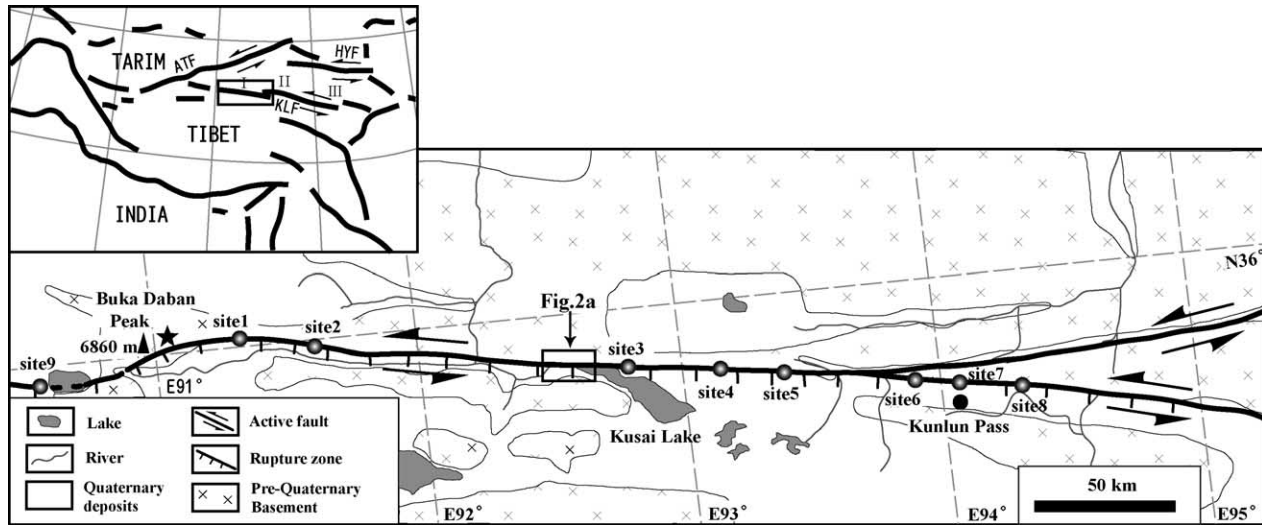 TARIM
ATF
HYF
I
II
III
KLF
TIBET
INDIA
N36°
Buka Daban
Peak
6860 m
Fig.2a
site1
site2
site3
site4
site5
site6
site7
site8
site9
E91°
Kusai Lake
Kunlun Pass
Lake
Active fault
River
Rupture zone
Quaternary
deposits
Pre-Quaternary
Basement
50 km
E92°
E93°
E94°
E95°